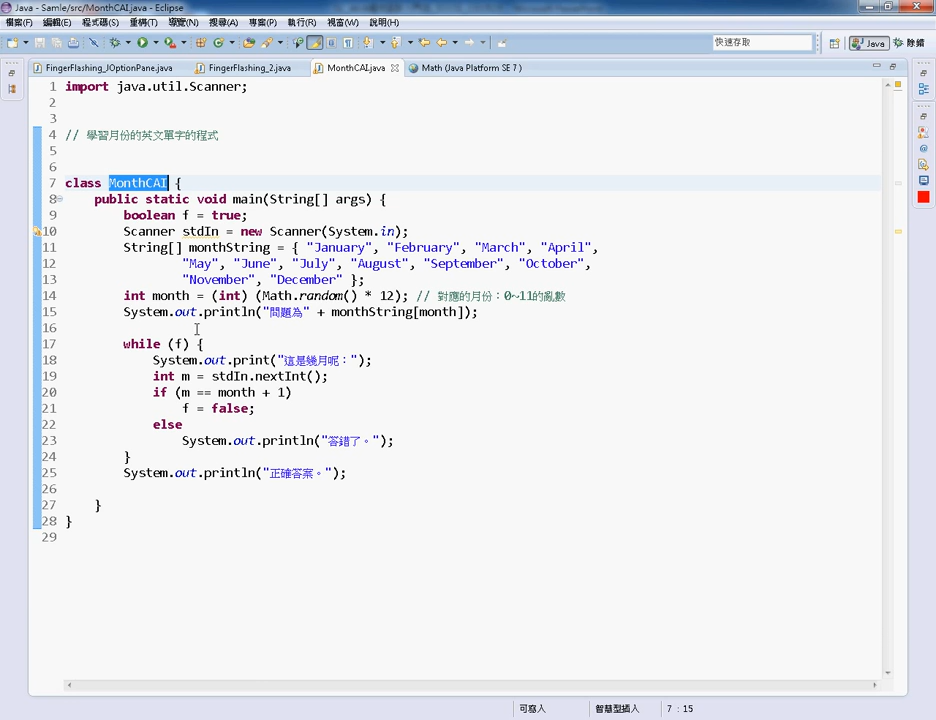 Java - Samle/src/MonthCAI.java - Eclipse
檔案(F) 編輯(E) 程式碼(S) 重構(T) 導覽(N) 搜尋(A) 專案(P) 執行(R) 視窗(W) 說明(H)
快速存取 Java 除錯
FingerFlashing_JOptionPane.java FingerFlashing_2.java MonthCAI.java Math (Java Platform SE 7 )
1 import java.util.Scanner;
2
3
4 // 學習月份的英文單字的程式
5
6
7 class MonthCAI {
8 public static void main(String[] args) {
9 boolean f = true;
10 Scanner stdIn = new Scanner(System.in);
11 String[] monthString = { "January", "February", "March", "April",
12 "May", "June", "July", "August", "September", "October",
13 "November", "December" };
14 int month = (int) (Math.random() * 12); // 對應的月份：0~11的亂數
15 System.out.println("問題為" + monthString[month]);
16
17 while (f) {
18 System.out.print("這是幾月呢：");
19 int m = stdIn.nextInt();
20 if (m == month + 1)
21 f = false;
22 else
23 System.out.println("答錯了。");
24 }
25 System.out.println("正確答案。");
26
27 }
28 }
29
可寫入 智慧型插入 7 : 15